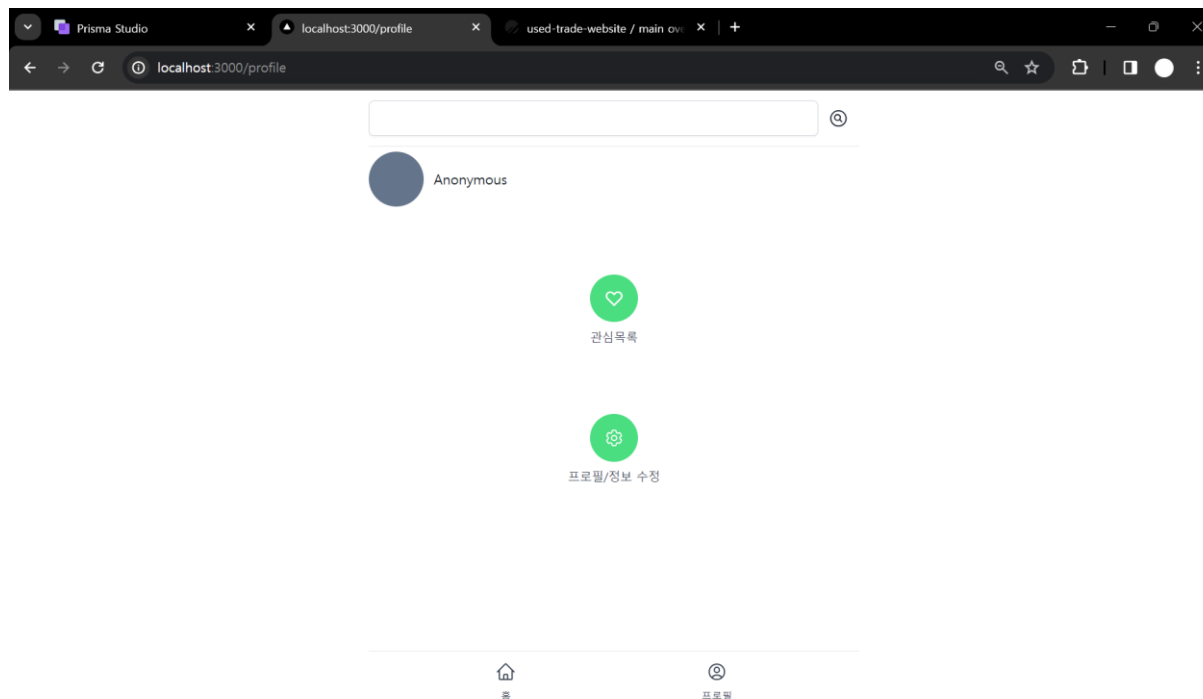 Prisma Studio
localhost:3000/profile
used-trade-website / main ove
localhost:3000/profile
Anonymous
관심목록
프로필/정보 수정
홈
프로필